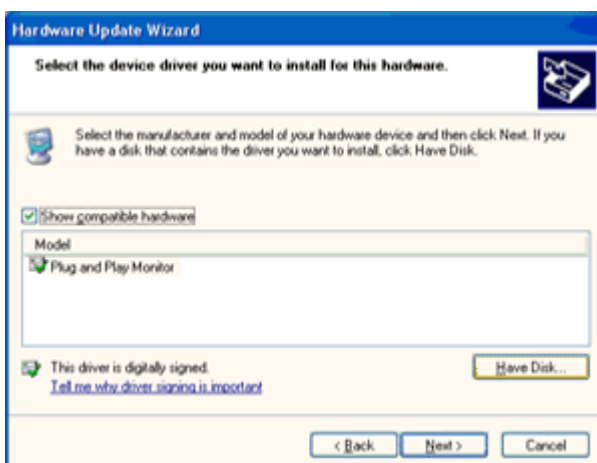 Hardware Update Wizard
Select the device driver you want to install for this hardware.
Select the manufacturer and model of your hardware device and then click Next. If you
have a disk that contains the driver you want to install, click Have Disk.
Show compatible hardware
Model
Plug and Play Monitor
This driver is digitally signed.
Have Disk...
Tell me why driver signing is important
< Back
Next >
Cancel